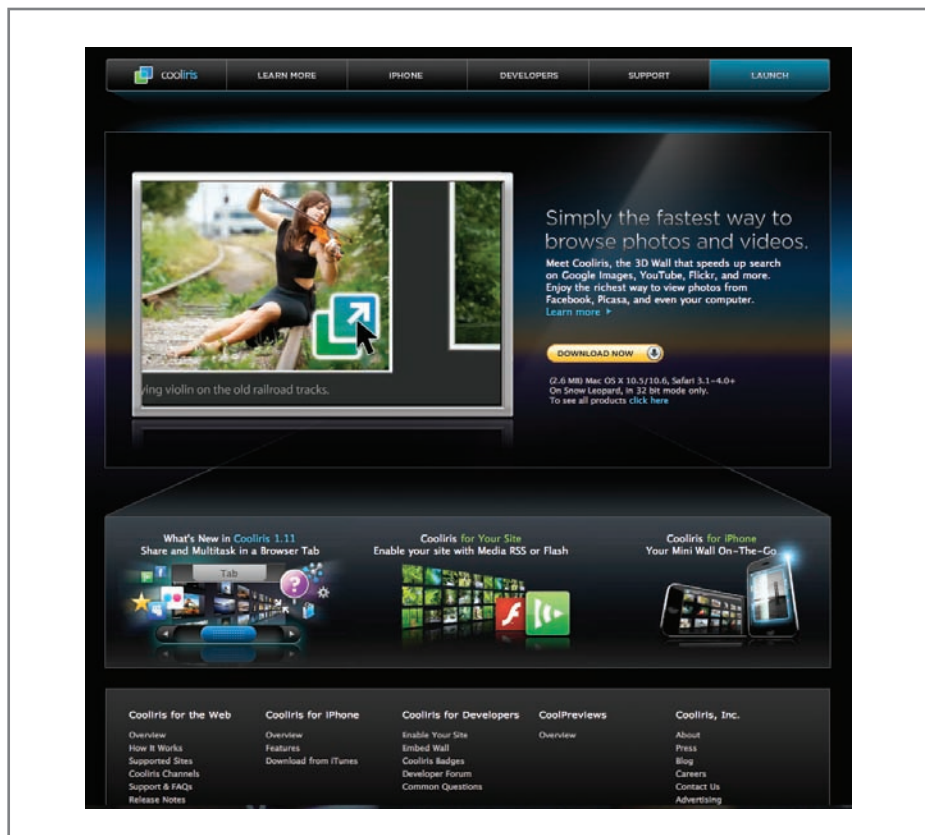 cooliris
LEARN MORE
IPHONE
DEVELOPERS
SUPPORT
LAUNCH
ying violin on the old railroad tracks.
Simply the fastest way to
browse photos and videos.
Meet Cooliris, the 3D Wall that speeds up search
on Google Images, YouTube, Flickr, and more.
Enjoy the richest way to view photos from
Facebook, Picasa, and even your computer.
Learn more
DOWNLOAD NOW
(2.6 MB) Mac OS X 10.5/10.6, Safari 3.1–4.0+
On Snow Leopard, in 32 bit mode only.
To see all products click here
What's New in Cooliris 1.11
Share and Multitask in a Browser Tab
Tab
Cooliris for Your Site
Enable your site with Media RSS or Flash
Cooliris for iPhone
Your Mini Wall On-The-Go
Cooliris for the Web
Overview
How It Works
Supported Sites
Cooliris Channels
Support & FAQs
Release Notes
Cooliris for iPhone
Overview
Features
Download from iTunes
Cooliris for Developers
Enable Your Site
Embed Wall
Cooliris Badges
Developer Forum
Common Questions
CoolPreviews
Overview
Cooliris, Inc.
About
Press
Blog
Careers
Contact Us
Advertising